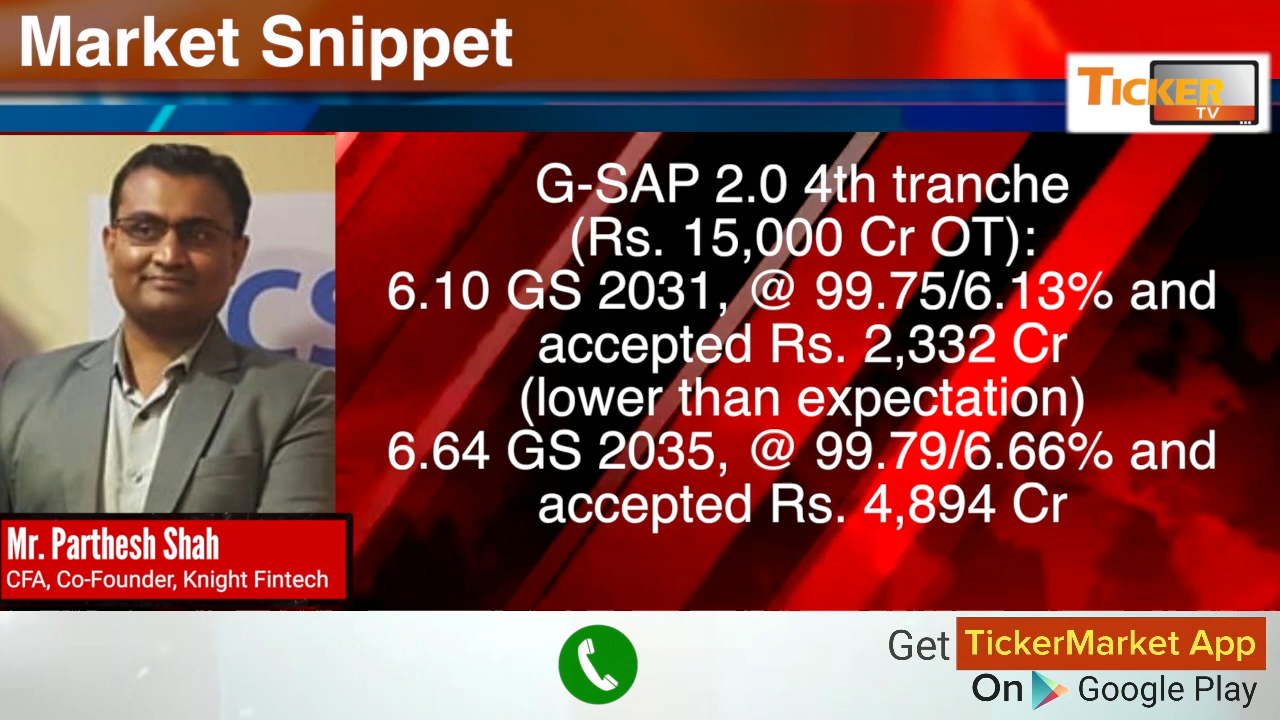 Market Snippet
TICKER
TV
G-SAP 2.0 4th tranche
(Rs. 15,000 Cr OT):
6.10 GS 2031, @ 99.75/6.13% and
accepted Rs. 2,332 Cr
(lower than expectation)
6.64 GS 2035, @ 99.79/6.66% and
accepted Rs. 4,894 Cr
CS
Mr. Parthesh Shah
CFA, Co-Founder, Knight Fintech
Get TickerMarket App
On Google Play